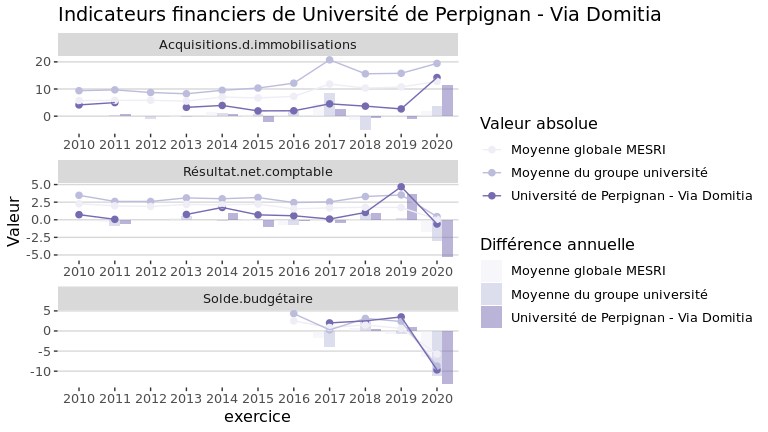 Indicateurs financiers de Université de Perpignan - Via Domitia
Acquisitions.d.immobilisations
20
10
0
2010 2011 2012 2013 2014 2015 2016 2017 2018 2019 2020
Résultat.net.comptable
5.0
2.5
0.0
-2.5
-5.0
2010 2011 2012 2013 2014 2015 2016 2017 2018 2019 2020
Solde.budgétaire
5
0
-5
-10
2010 2011 2012 2013 2014 2015 2016 2017 2018 2019 2020
Valeur
exercice
Valeur absolue
Moyenne globale MESRI
Moyenne du groupe université
Université de Perpignan - Via Domitia
Différence annuelle
Moyenne globale MESRI
Moyenne du groupe université
Université de Perpignan - Via Domitia